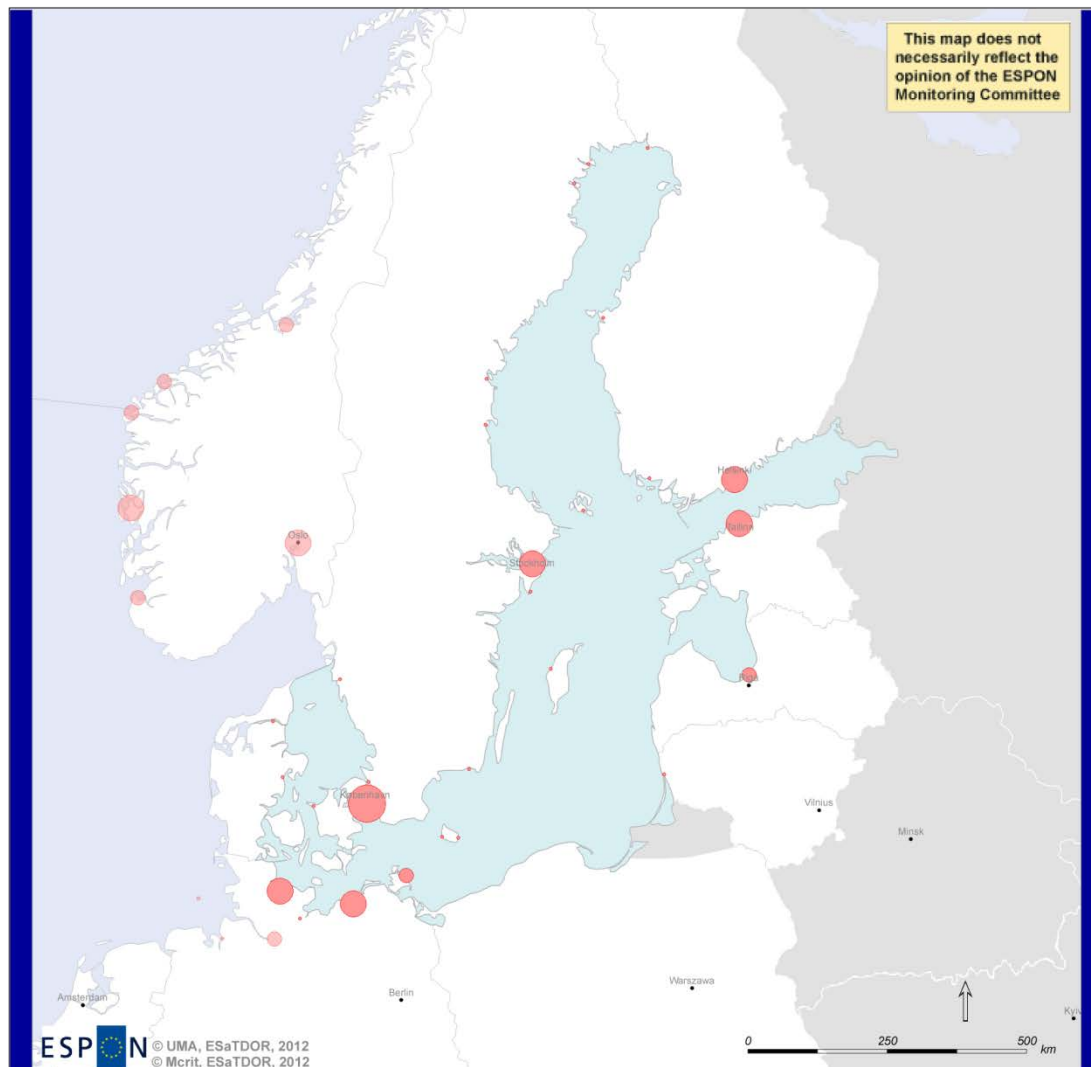 This map does not
necessarily reflect the
opinion of the ESPON
Monitoring Committee
Helsinki
Tallinn
Oslo
Stockholm
Riga
København
Vilnius
Minsk
Warszawa
Berlin
Amsterdam
Kyiv
ESPON © UMA, ESaTDOR, 2012
© Mcrit, ESaTDOR, 2012
0 250 500
km